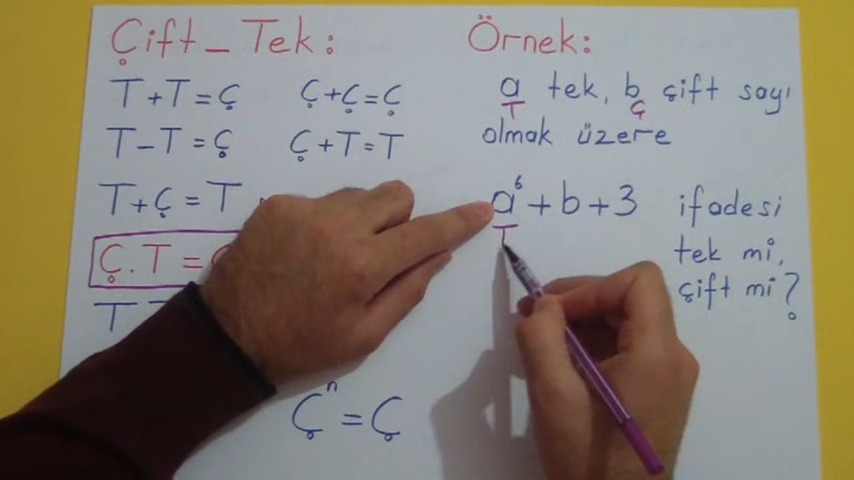 Çift_Tek:
T+T=Ç
Ç+Ç=Ç
T-T=Ç
Ç+T=T
T+Ç=T
Ç.T=
T
Çⁿ=Ç
Örnek:
a tek, b çift sayı
T Ç
olmak üzere
a⁶+b+3 ifadesi
T
tek mi,
çift mi?